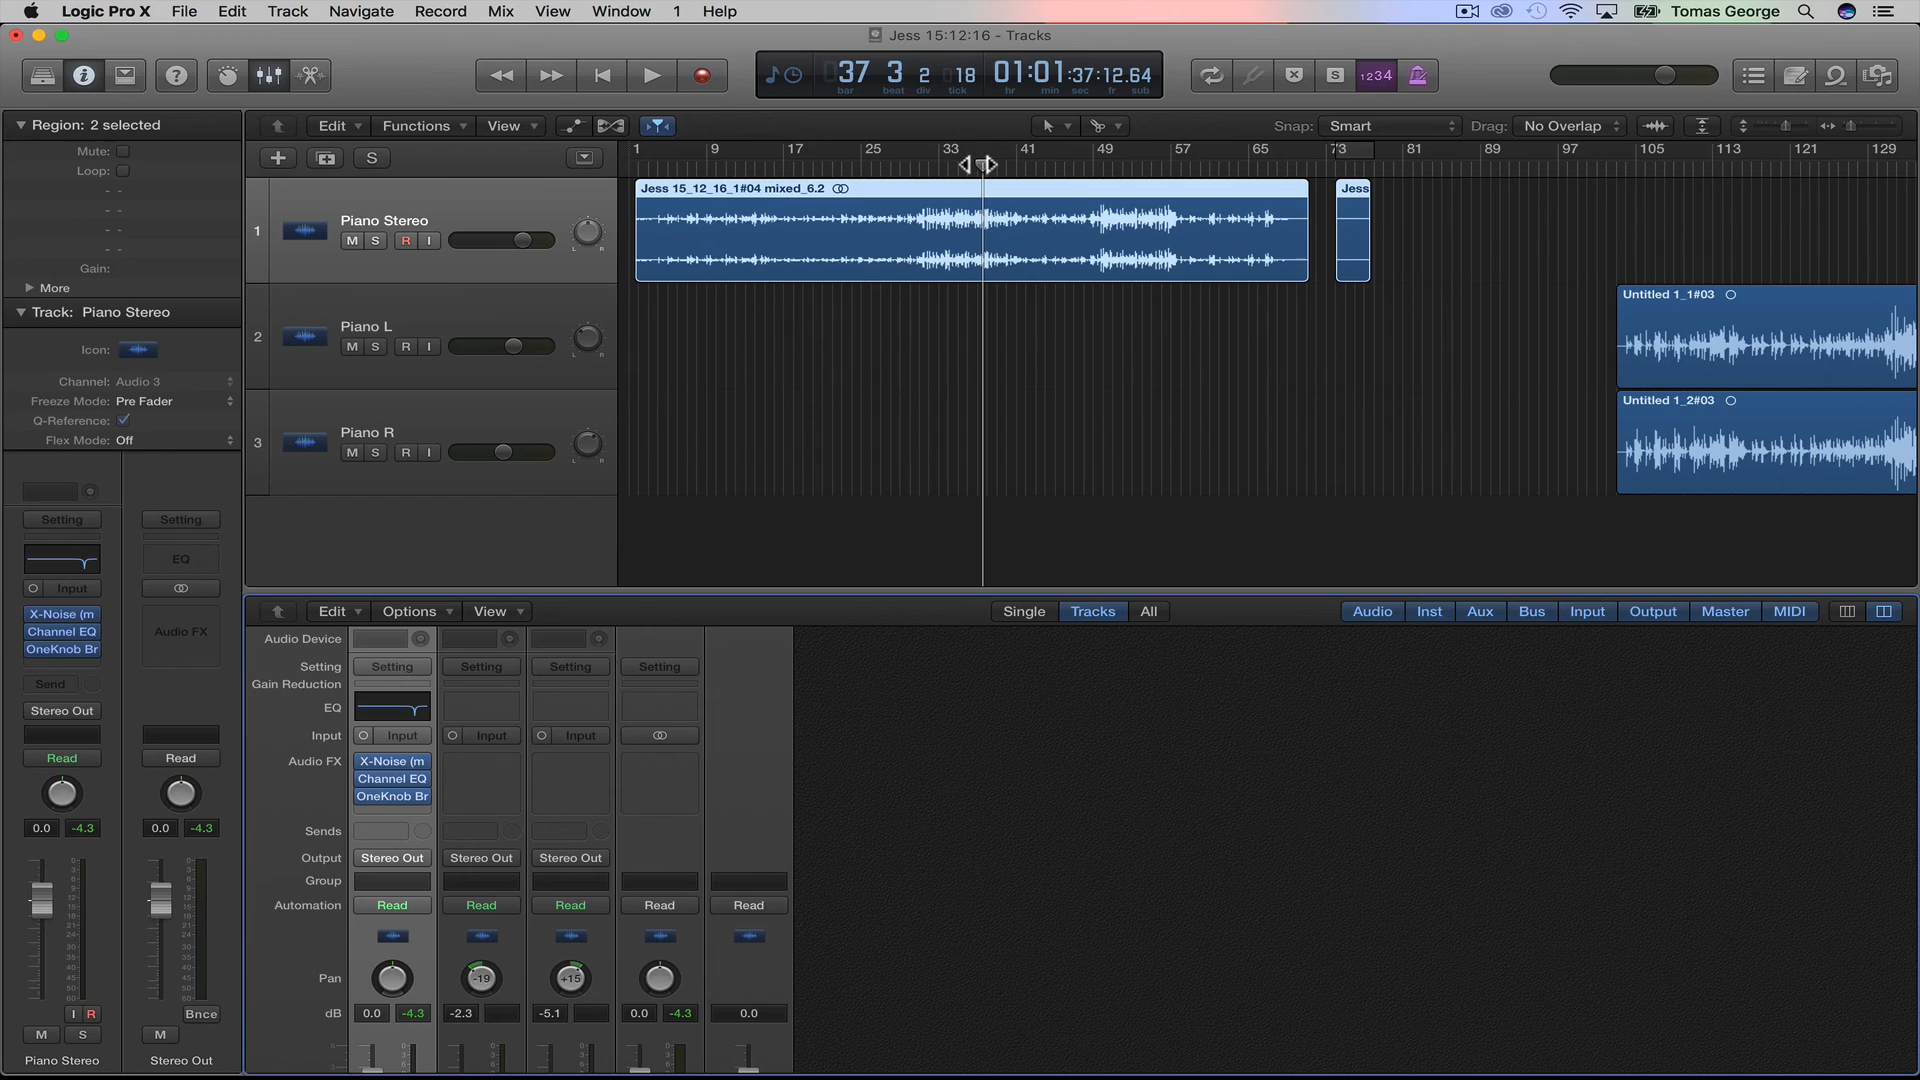 Logic Pro X File Edit Track Navigate Record Mix View Window 1 Help Tomas George
Jess 15:12:16 - Tracks
37 3 2 18 01:01:37:12.64
bar beat div tick hr min sec fr sub
S 1234
Region: 2 selected
Edit Functions View Snap: Smart Drag: No Overlap
Mute:
Loop:
- -
- -
- -
- -
Gain:
More
S
1 9 17 25 33 41 49 57 65 73 81 89 97 105 113 121 129
Jess 15_12_16_1#04 mixed_6.2 Jess
1 Piano Stereo
M S R I L R
Untitled 1_1#03
2 Piano L
M S R I L R
Untitled 1_2#03
3 Piano R
M S R I L R
Track: Piano Stereo
Icon:
Channel: Audio 3
Freeze Mode: Pre Fader
Q-Reference:
Flex Mode: Off
Setting Setting
EQ
Input
X-Noise (m
Channel EQ
OneKnob Br
Audio FX
Send
Stereo Out
Read Read
0.0 -4.3 0.0 -4.3
I R Bnce
M S M
Piano Stereo Stereo Out
Edit Options View Single Tracks All Audio Inst Aux Bus Input Output Master MIDI
Audio Device
Setting Setting Setting Setting Setting
Gain Reduction
EQ
Input Input Input Input
Audio FX X-Noise (m
Channel EQ
OneKnob Br
Sends
Output Stereo Out Stereo Out Stereo Out
Group
Automation Read Read Read Read Read
Pan -19 +15
dB 0.0 -4.3 -2.3 -5.1 0.0 -4.3 0.0